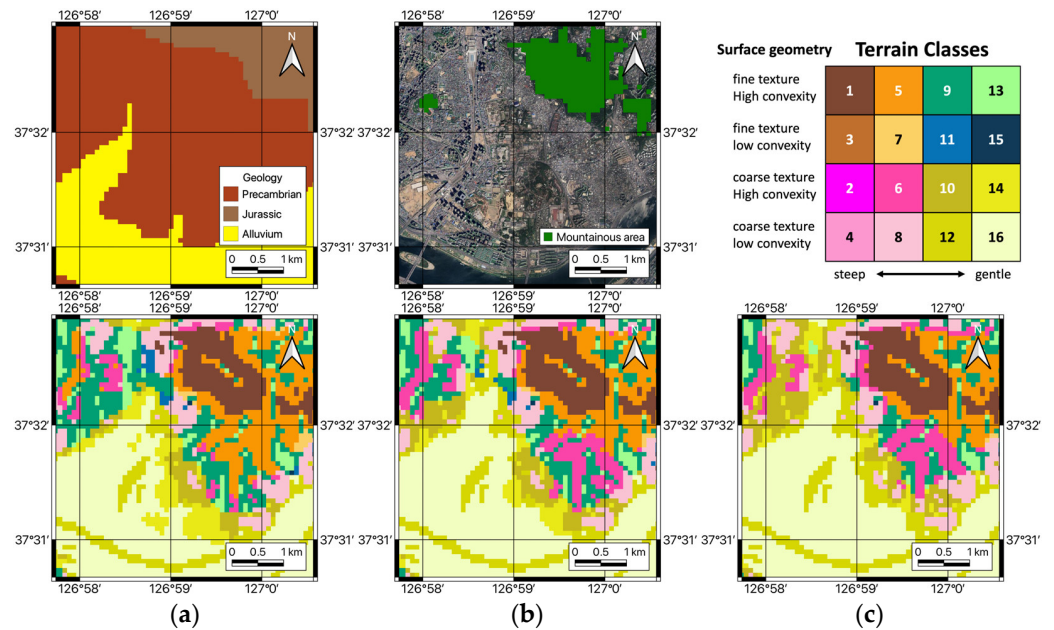 126°58′ 126°59′ 127°0′
126°58′ 126°59′ 127°0′
N
N
37°32′
37°32′
37°32′
37°31′
37°31′
37°31′
Geology
Precambrian
Jurassic
Alluvium
0 0.5 1 km
Mountainous area
0 0.5 1 km
126°58′ 126°59′ 127°0′
126°58′ 126°59′ 127°0′
Surface geometry Terrain Classes
fine texture
High convexity
1 5 9 13
fine texture
low convexity
3 7 11 15
coarse texture
High convexity
2 6 10 14
coarse texture
low convexity
4 8 12 16
steep gentle
126°58′ 126°59′ 127°0′
N
N
N
37°32′
37°32′ 37°32′
37°32′ 37°32′
37°32′
37°31′
37°31′ 37°31′
37°31′ 37°31′
37°31′
0 0.5 1 km
0 0.5 1 km
0 0.5 1 km
126°58′ 126°59′ 127°0′
126°58′ 126°59′ 127°0′
126°58′ 126°59′ 127°0′
(a) (b) (c)